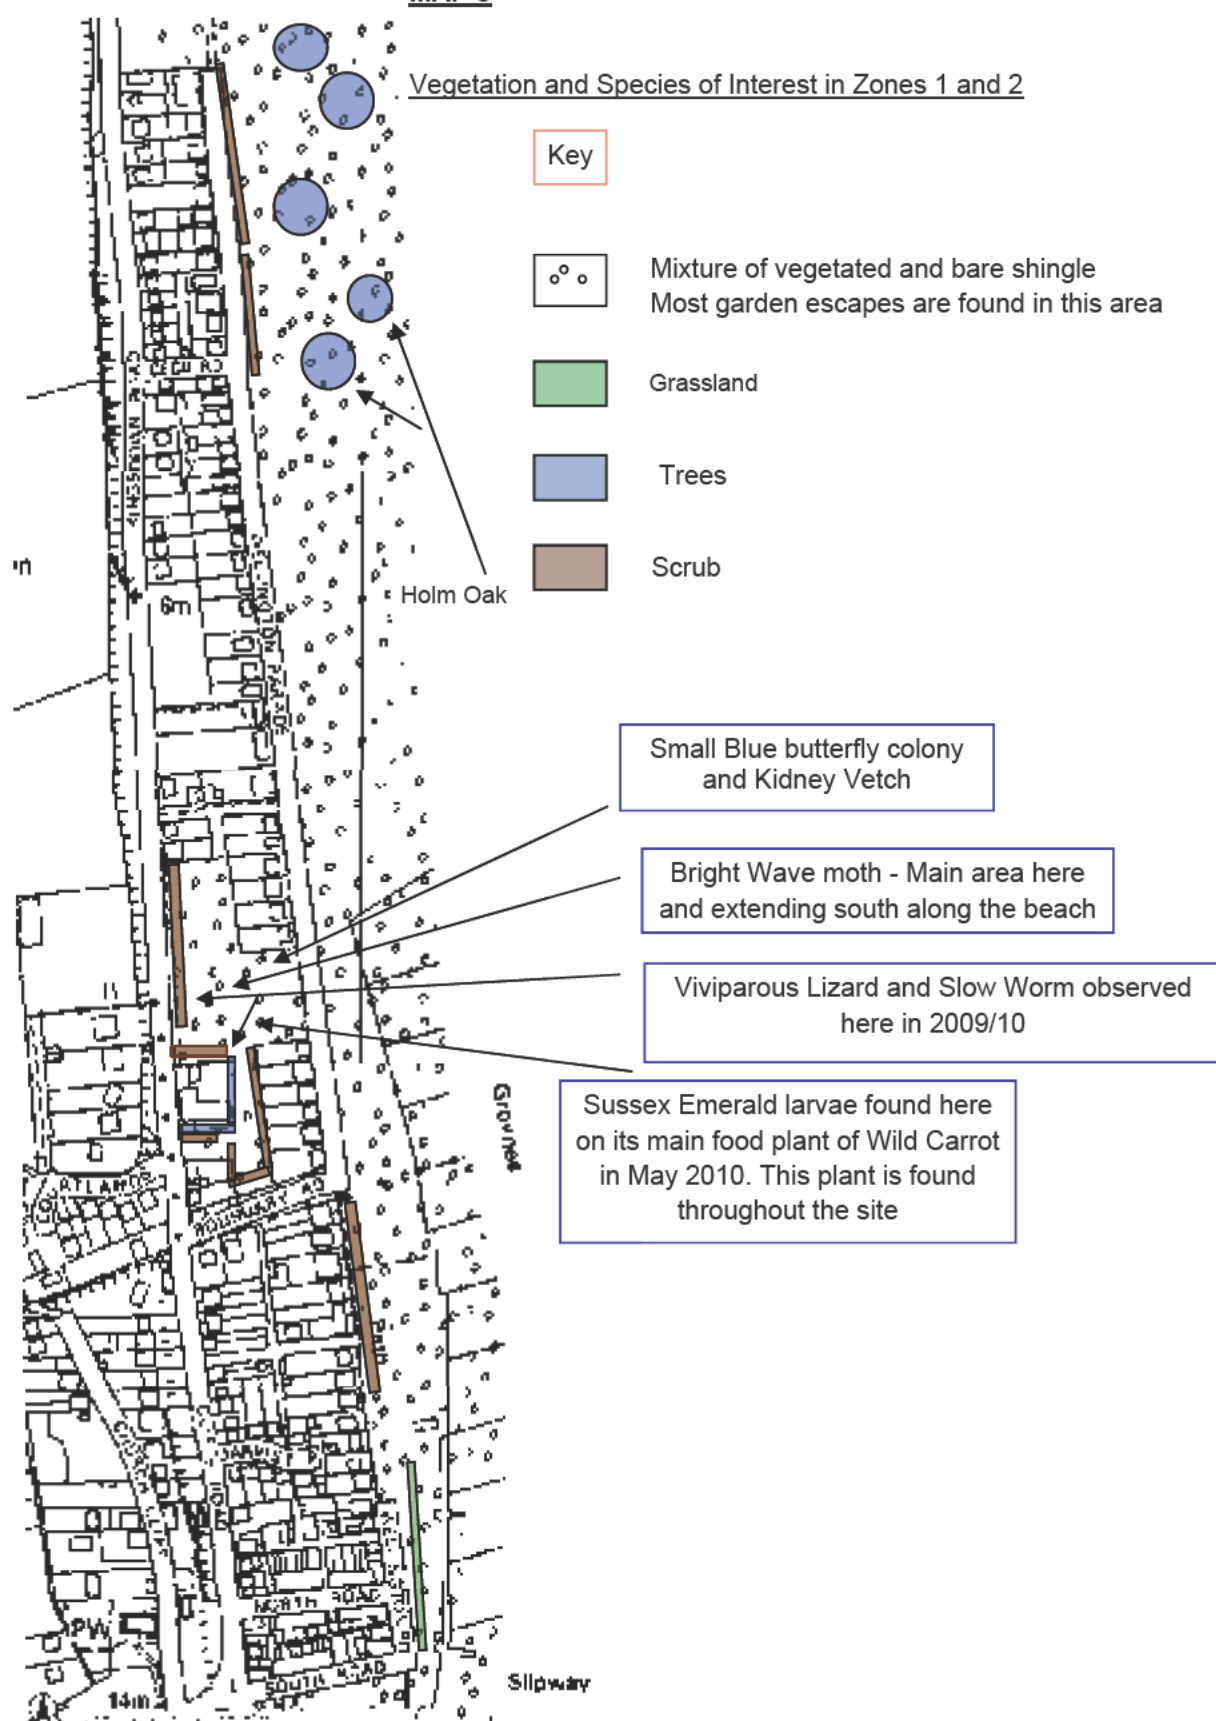 Vegetation and Species of Interest in Zones 1 and 2
Key
Mixture of vegetated and bare shingle
Most garden escapes are found in this area
Grassland
Trees
Scrub
Holm Oak
6m
Small Blue butterfly colony
and Kidney Vetch
Bright Wave moth - Main area here
and extending south along the beach
Viviparous Lizard and Slow Worm observed
here in 2009/10
Sussex Emerald larvae found here
on its main food plant of Wild Carrot
in May 2010. This plant is found
throughout the site
BOUNDARY RD
NORTH ROAD
SOUTH ROAD
PW
14m
Slipway